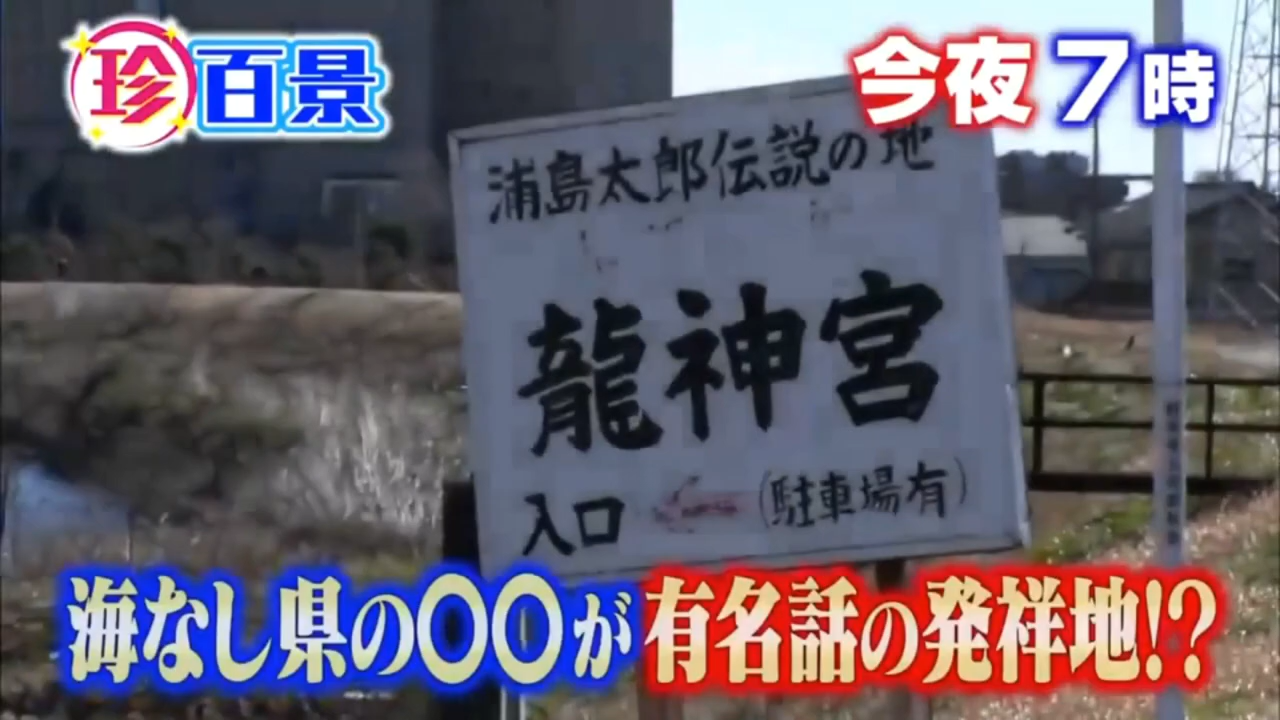 珍百景
今夜7時
浦島太郎伝説の地
龍神宮
入口 ← (駐車場有)
海なし県の〇〇が有名話の発祥地!?